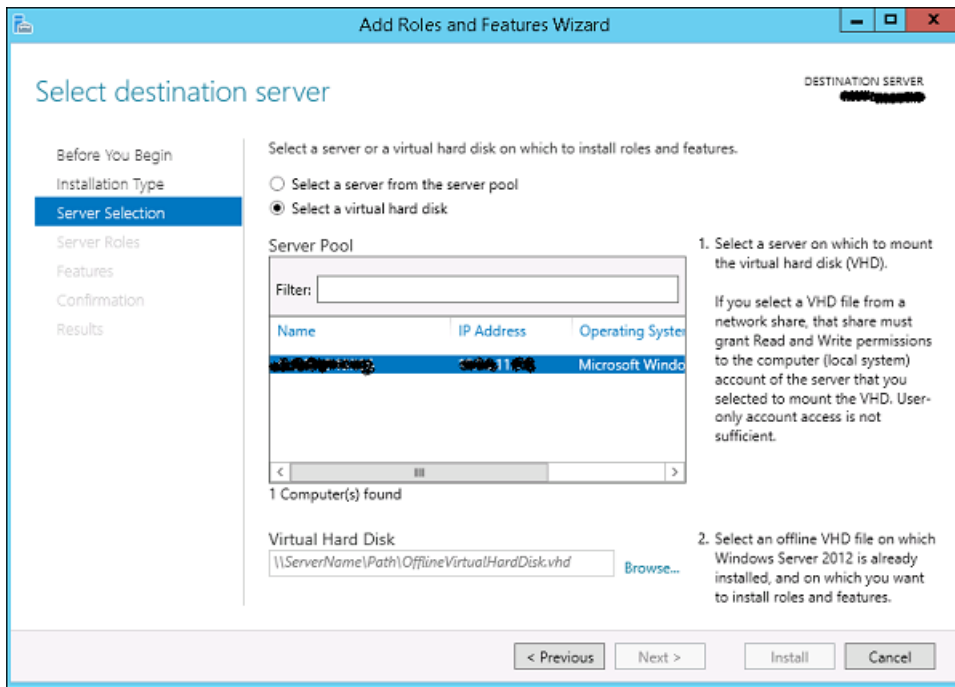 Add Roles and Features Wizard
Select destination server
DESTINATION SERVER
Before You Begin
Installation Type
Server Selection
Server Roles
Features
Confirmation
Results
Select a server or a virtual hard disk on which to install roles and features.
Select a server from the server pool
Select a virtual hard disk
Server Pool
Filter:
Name IP Address Operating System
Microsoft Windo
1 Computer(s) found
Virtual Hard Disk
\\ServerName\Path\OfflineVirtualHardDisk.vhd
Browse...
1. Select a server on which to mount
the virtual hard disk (VHD).
If you select a VHD file from a
network share, that share must
grant Read and Write permissions
to the computer (local system)
account of the server that you
selected to mount the VHD. User-
only account access is not
sufficient.
2. Select an offline VHD file on which
Windows Server 2012 is already
installed, and on which you want
to install roles and features.
< Previous
Next >
Install
Cancel